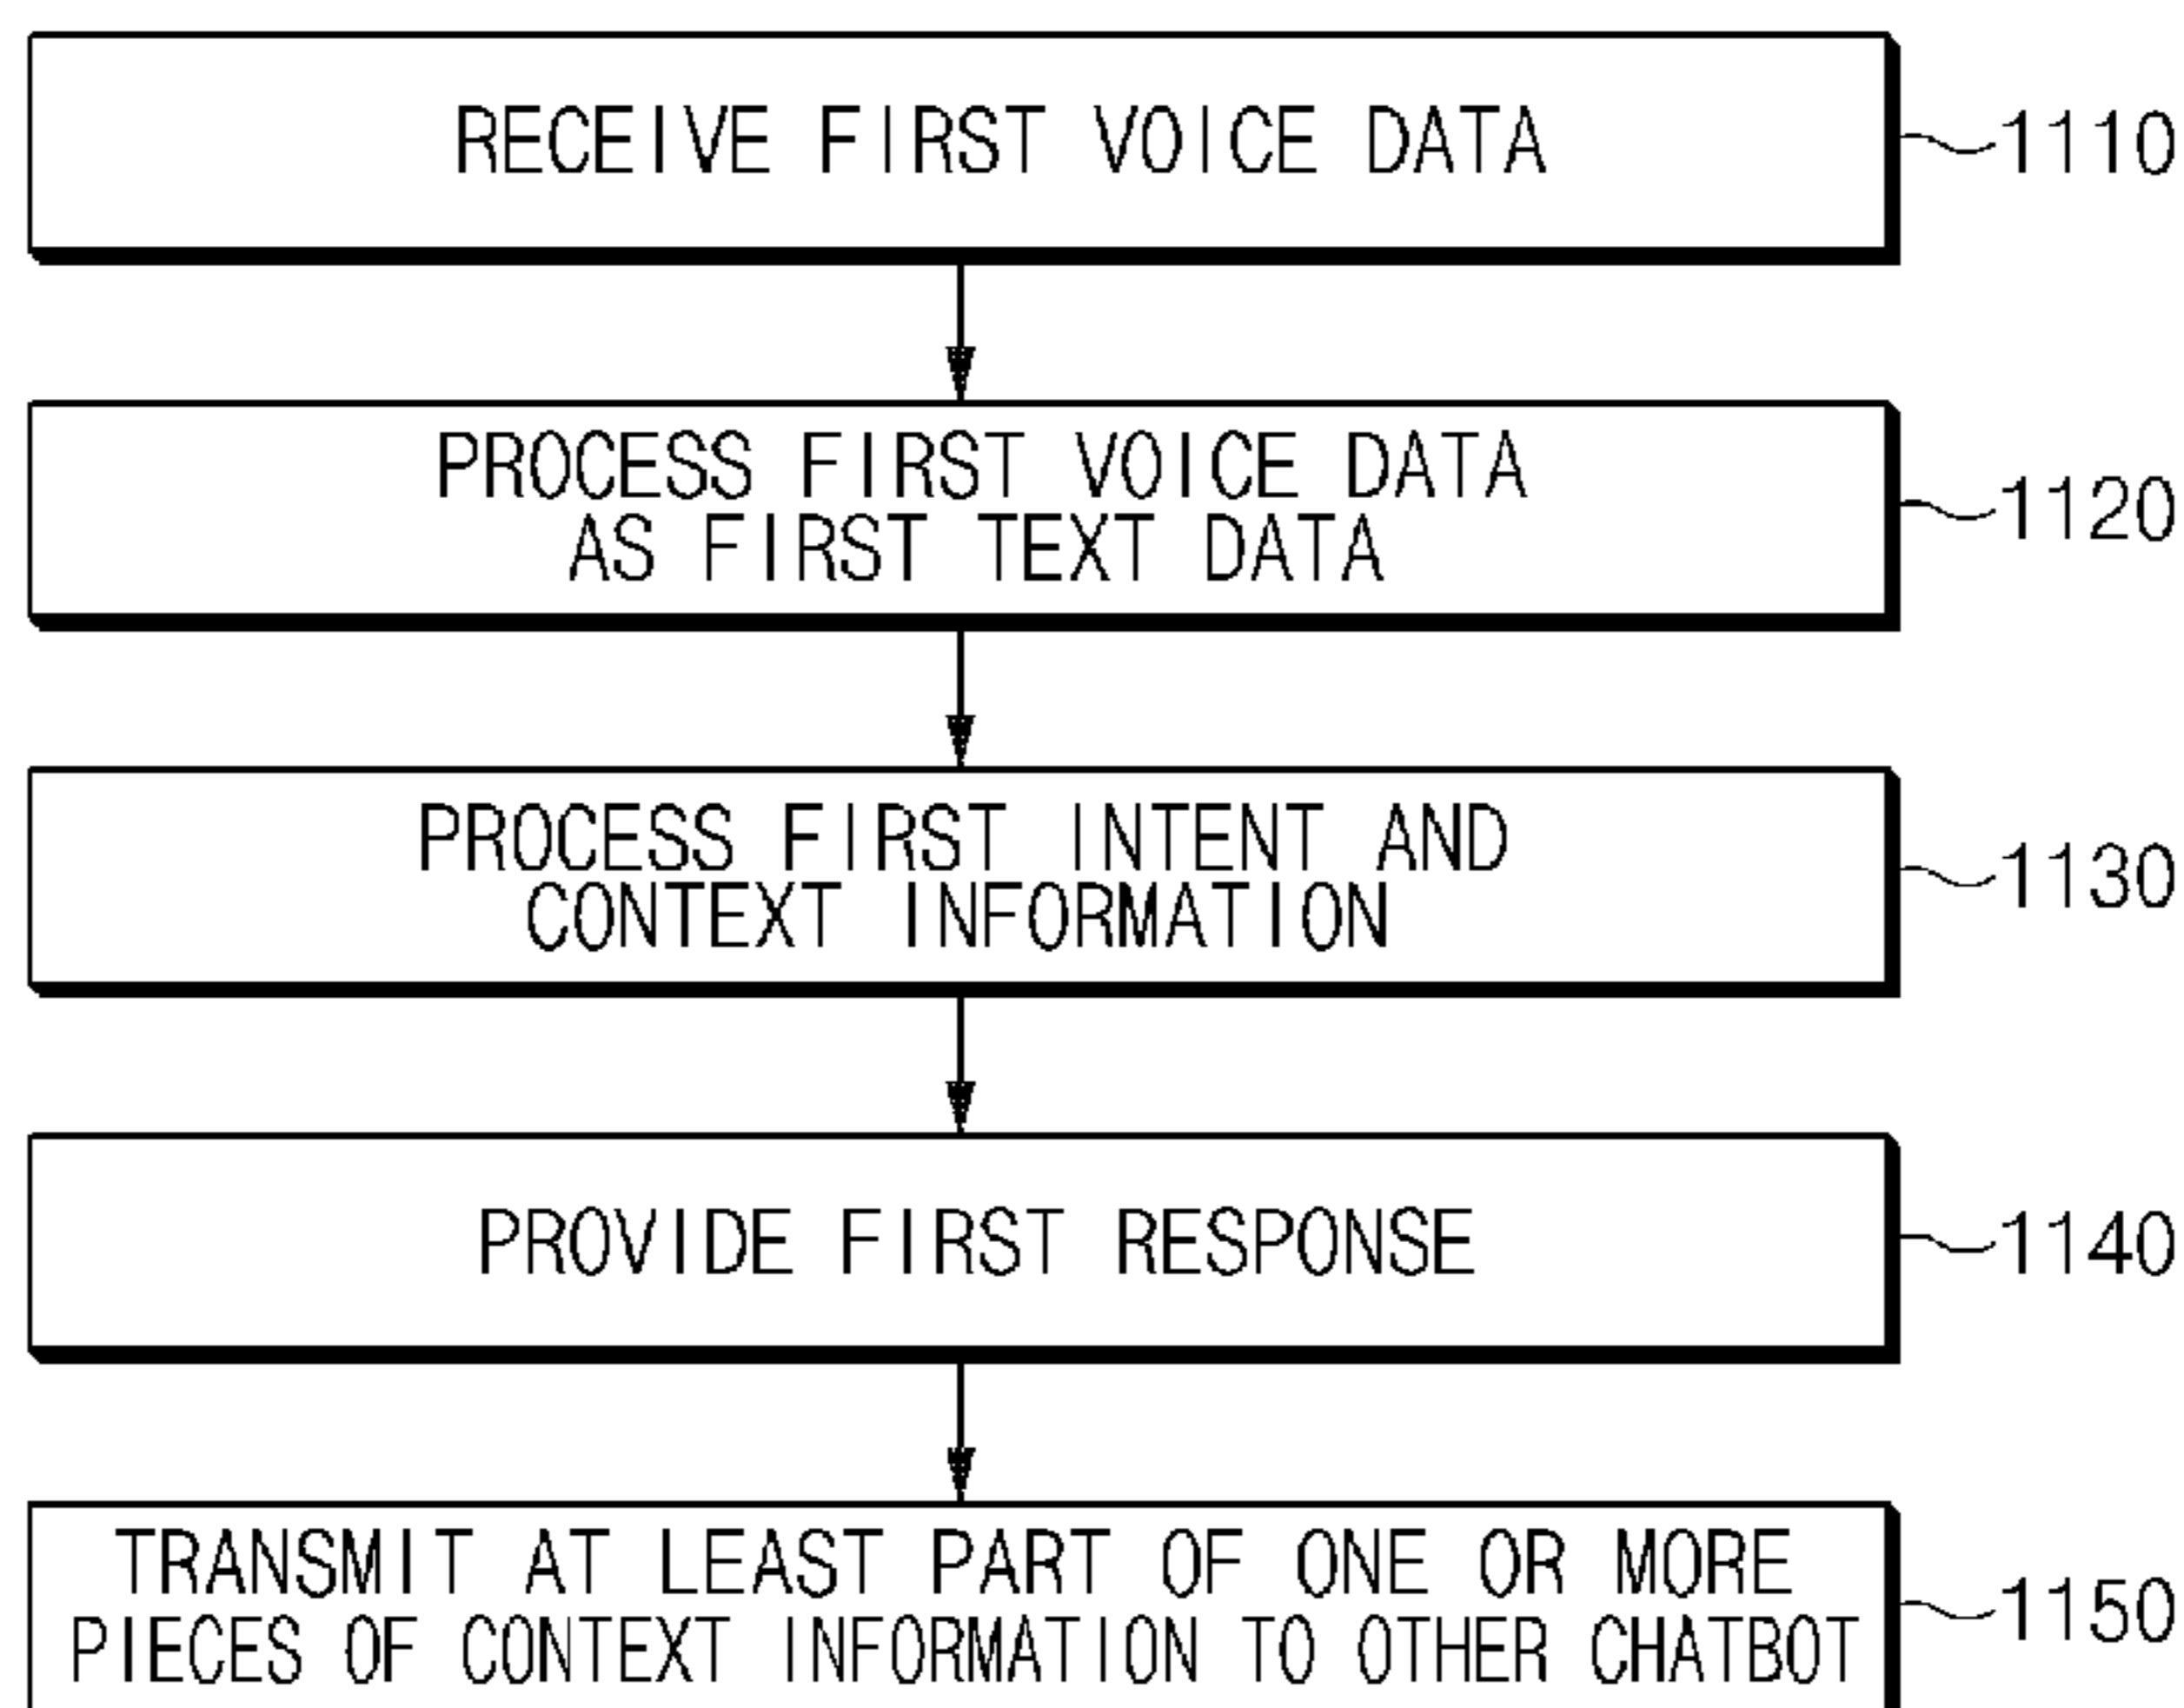 RECEIVE FIRST VOICE DATA
1110
PROCESS FIRST VOICE DATA
AS FIRST TEXT DATA
1120
PROCESS FIRST INTENT AND
CONTEXT INFORMATION
1130
PROVIDE FIRST RESPONSE
1140
TRANSMIT AT LEAST PART OF ONE OR MORE
PIECES OF CONTEXT INFORMATION TO OTHER CHATBOT
1150